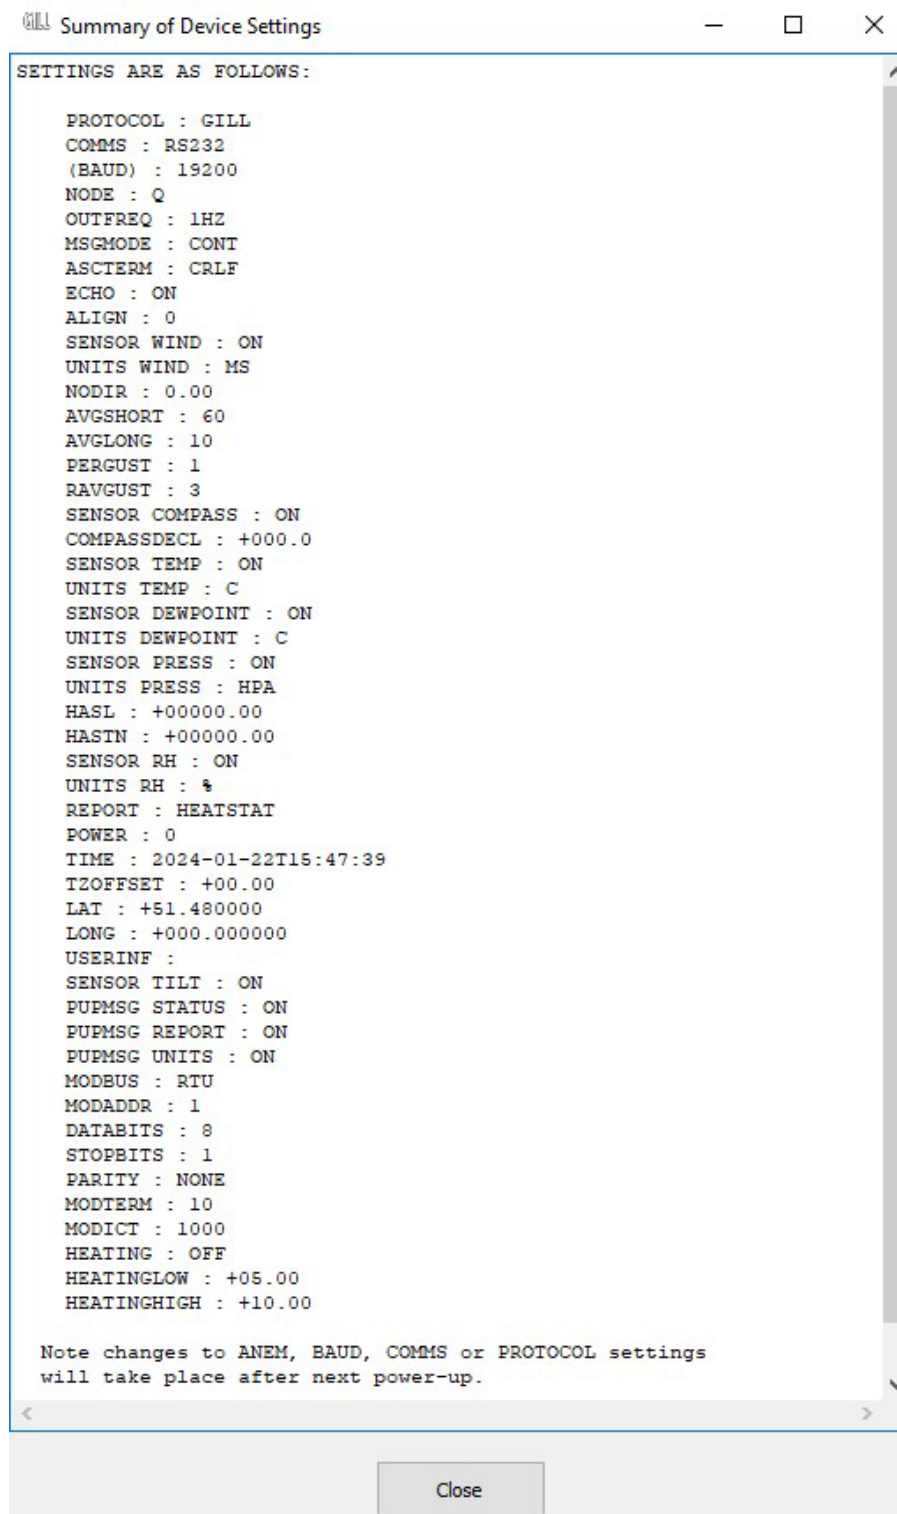 GILL Summary of Device Settings
SETTINGS ARE AS FOLLOWS:
PROTOCOL : GILL
COMMS : RS232
(BAUD) : 19200
NODE : Q
OUTFREQ : 1HZ
MSGMODE : CONT
ASCTERM : CRLF
ECHO : ON
ALIGN : 0
SENSOR WIND : ON
UNITS WIND : MS
NODIR : 0.00
AVGSHORT : 60
AVGLONG : 10
PERGUST : 1
RAVGUST : 3
SENSOR COMPASS : ON
COMPASSDECL : +000.0
SENSOR TEMP : ON
UNITS TEMP : C
SENSOR DEWPOINT : ON
UNITS DEWPOINT : C
SENSOR PRESS : ON
UNITS PRESS : HPA
HASL : +00000.00
HASTN : +00000.00
SENSOR RH : ON
UNITS RH : %
REPORT : HEATSTAT
POWER : 0
TIME : 2024-01-22T15:47:39
TZOFFSET : +00.00
LAT : +51.480000
LONG : +000.000000
USERINF :
SENSOR TILT : ON
PUPMSG STATUS : ON
PUPMSG REPORT : ON
PUPMSG UNITS : ON
MODBUS : RTU
MODADDR : 1
DATABITS : 8
STOPBITS : 1
PARITY : NONE
MODTERM : 10
MODICT : 1000
HEATING : OFF
HEATINGLOW : +05.00
HEATINGHIGH : +10.00
Note changes to ANEM, BAUD, COMMS or PROTOCOL settings
will take place after next power-up.
Close